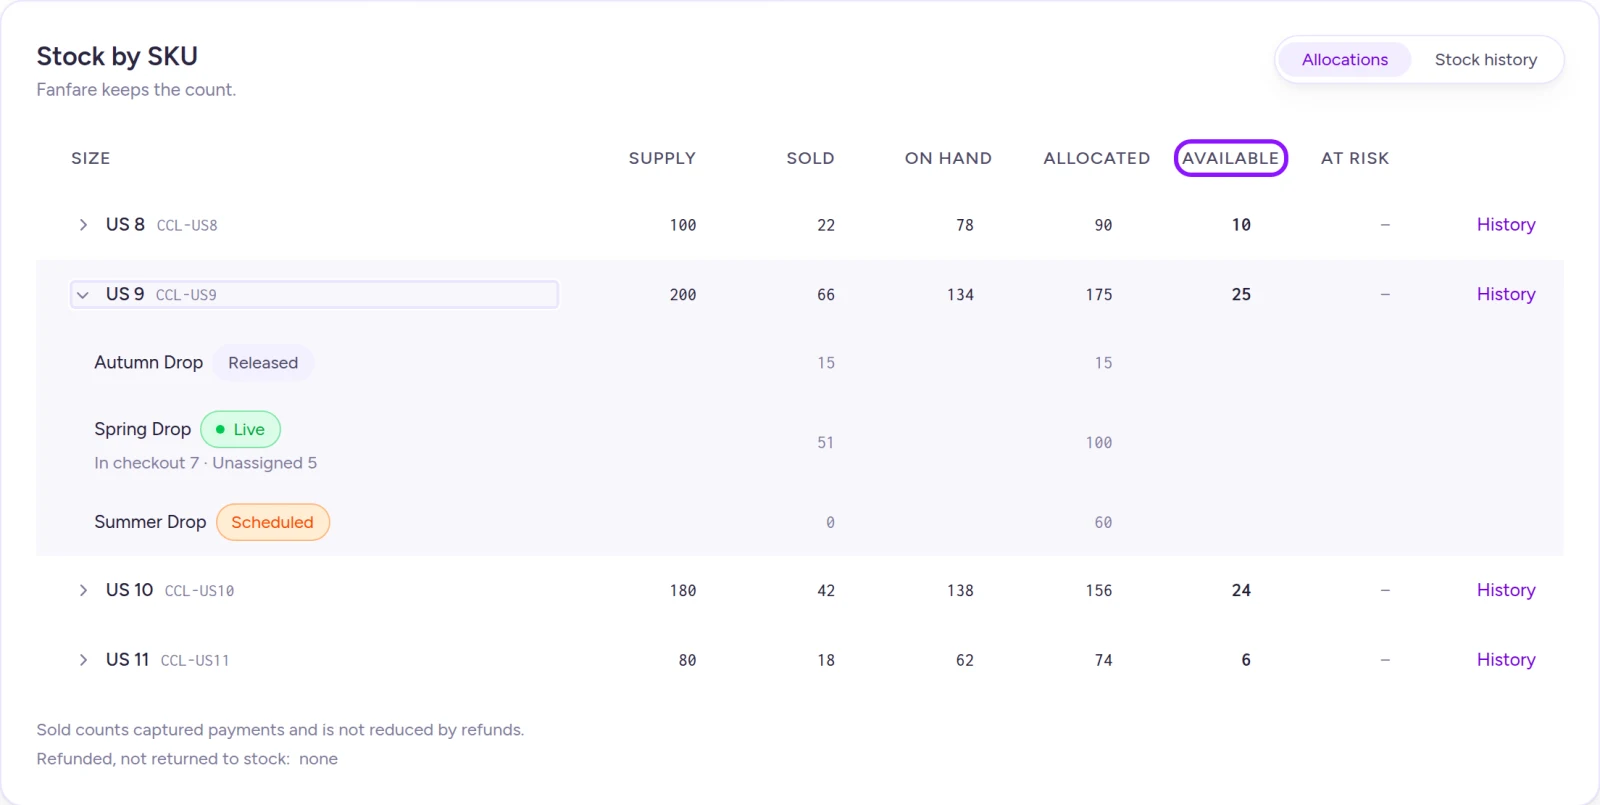 Stock by SKU
Fanfare keeps the count.
Allocations Stock history
SIZE SUPPLY SOLD ON HAND ALLOCATED AVAILABLE AT RISK
US 8 CCL-US8 100 22 78 90 10 – History
US 9 CCL-US9 200 66 134 175 25 – History
Autumn Drop Released 15 15
Spring Drop Live 51 100
In checkout 7 · Unassigned 5
Summer Drop Scheduled 0 60
US 10 CCL-US10 180 42 138 156 24 – History
US 11 CCL-US11 80 18 62 74 6 – History
Sold counts captured payments and is not reduced by refunds.
Refunded, not returned to stock: none